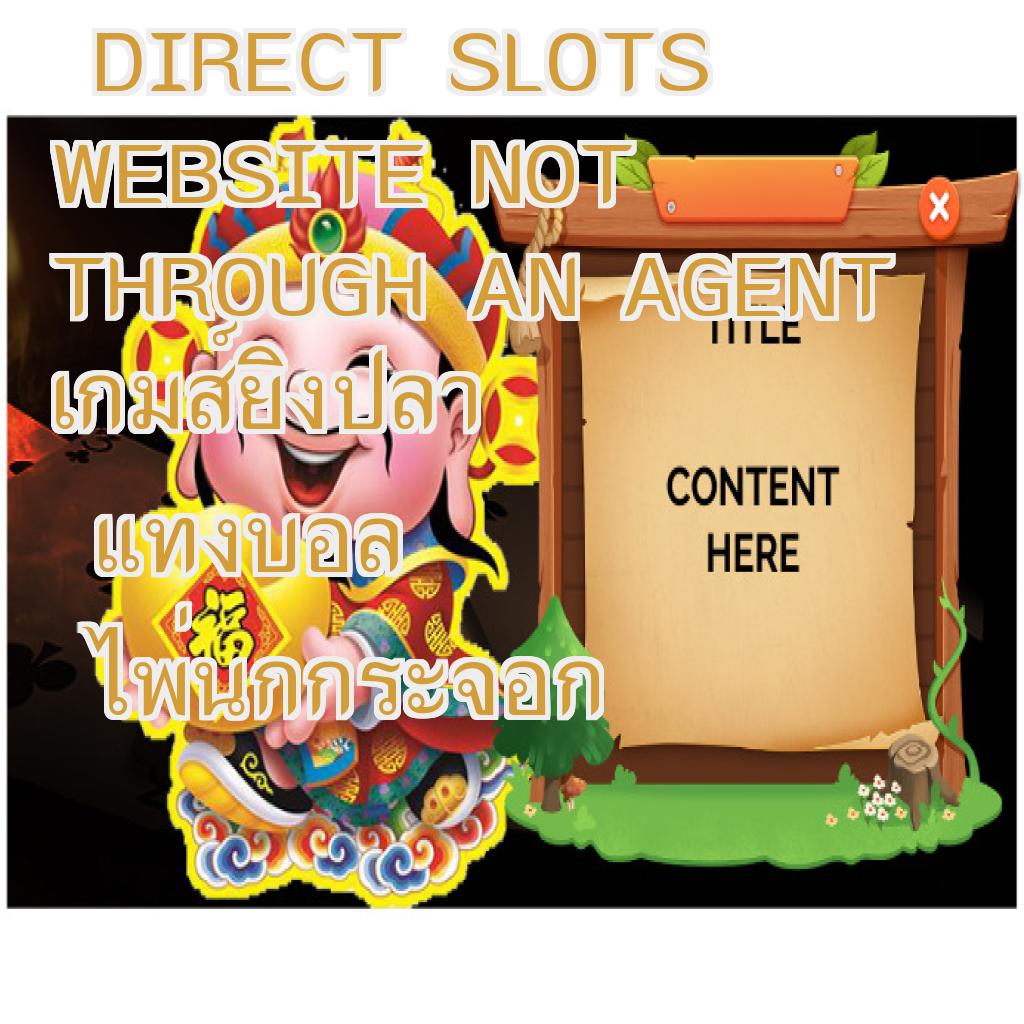 DIRECT SLOTS
WEBSITE NOT
THROUGH AN AGENT
เกมส์ยิงปลา
แทงบอล
ไพ่นกกระจอก
福
TITLE
CONTENT
HERE
X